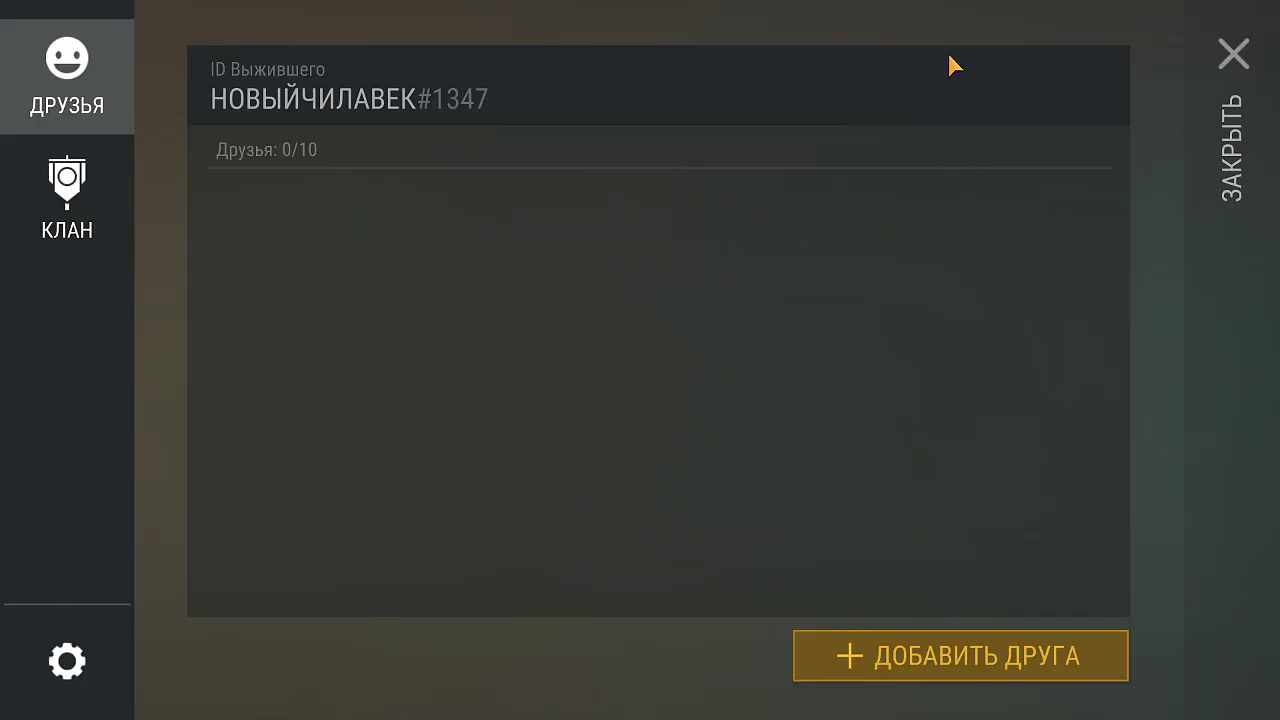 ДРУЗЬЯ
КЛАН
ID Выжившего
НОВЫЙЧИЛАВЕК#1347
Друзья: 0/10
ДОБАВИТЬ ДРУГА
ЗАКРЫТЬ